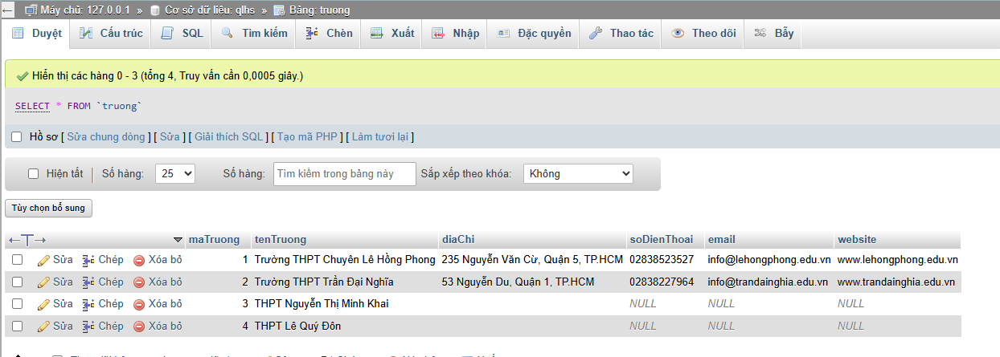 Máy chủ: 127.0.0.1 » Cơ sở dữ liệu: qlhs » Bảng: truong
Duyệt Cấu trúc SQL Tìm kiếm Chèn Xuất Nhập Đặc quyền Thao tác Theo dõi Bẫy
Hiển thị các hàng 0 - 3 (tổng 4, Truy vấn cần 0,0005 giây.)
SELECT * FROM `truong`
Hồ sơ [ Sửa chung dòng ] [ Sửa ] [ Giải thích SQL ] [ Tạo mã PHP ] [ Làm tươi lại ]
Hiện tất Số hàng: 25 Số hàng: Tìm kiếm trong bảng này Sắp xếp theo khóa: Không
Tùy chọn bổ sung
maTruong tenTruong diaChi soDienThoai email website
Sửa Chép Xóa bỏ 1 Trường THPT Chuyên Lê Hồng Phong 235 Nguyễn Văn Cừ, Quận 5, TP.HCM 02838523527 info@lehongphong.edu.vn www.lehongphong.edu.vn
Sửa Chép Xóa bỏ 2 Trường THPT Trần Đại Nghĩa 53 Nguyễn Du, Quận 1, TP.HCM 02838227964 info@trandainghia.edu.vn www.trandainghia.edu.vn
Sửa Chép Xóa bỏ 3 THPT Nguyễn Thị Minh Khai NULL NULL NULL
Sửa Chép Xóa bỏ 4 THPT Lê Quý Đôn NULL NULL NULL